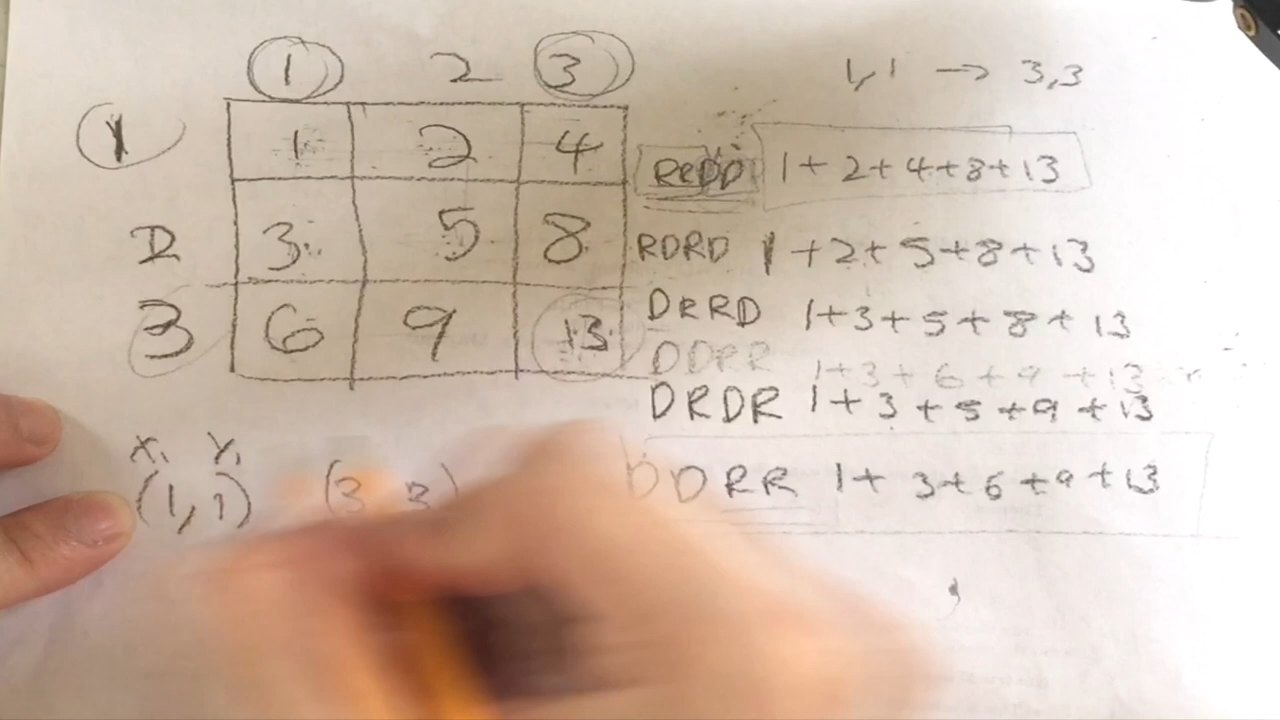 1 2 3 1,1 → 3,3
1 1 2 4 RRDD 1+2+4+8+13
2 3 5 8 RDRD 1+2+5+8+13
3 6 9 13 DRRD 1+3+5+8+13
DDRR 1+3+6+9+13
DRDR 1+3+5+9+13
X1 Y1
(1,1) (3 3) DDRR 1+3+6+9+13